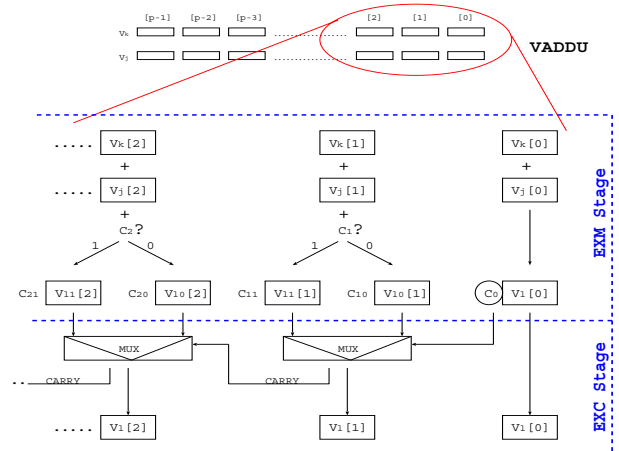 [p-1] [p-2] [p-3] [2] [1] [0]
Vk ....................
Vj ....................
VADDU
..... Vk[2] Vk[1] Vk[0]
+ + +
..... Vj[2] Vj[1] Vj[0]
+ +
C2? C1?
1 0 1 0
C21 V11[2] C20 V10[2] C11 V11[1] C10 V10[1] C0 V1[0]
EXM Stage
MUX MUX
.. CARRY CARRY
..... V1[2] V1[1] V1[0]
EXC Stage